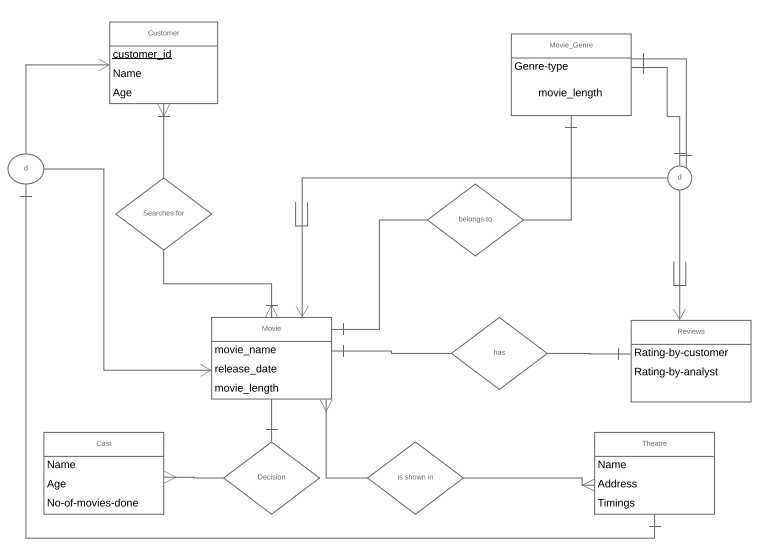 Customer
customer_id
Name
Age
Movie_Genre
Genre-type
movie_length
d
d
Searches for
belongs to
Movie
movie_name
release_date
movie_length
has
Reviews
Rating-by-customer
Rating-by-analyst
Cast
Name
Age
No-of-movies-done
Decision
is shown in
Theatre
Name
Address
Timings